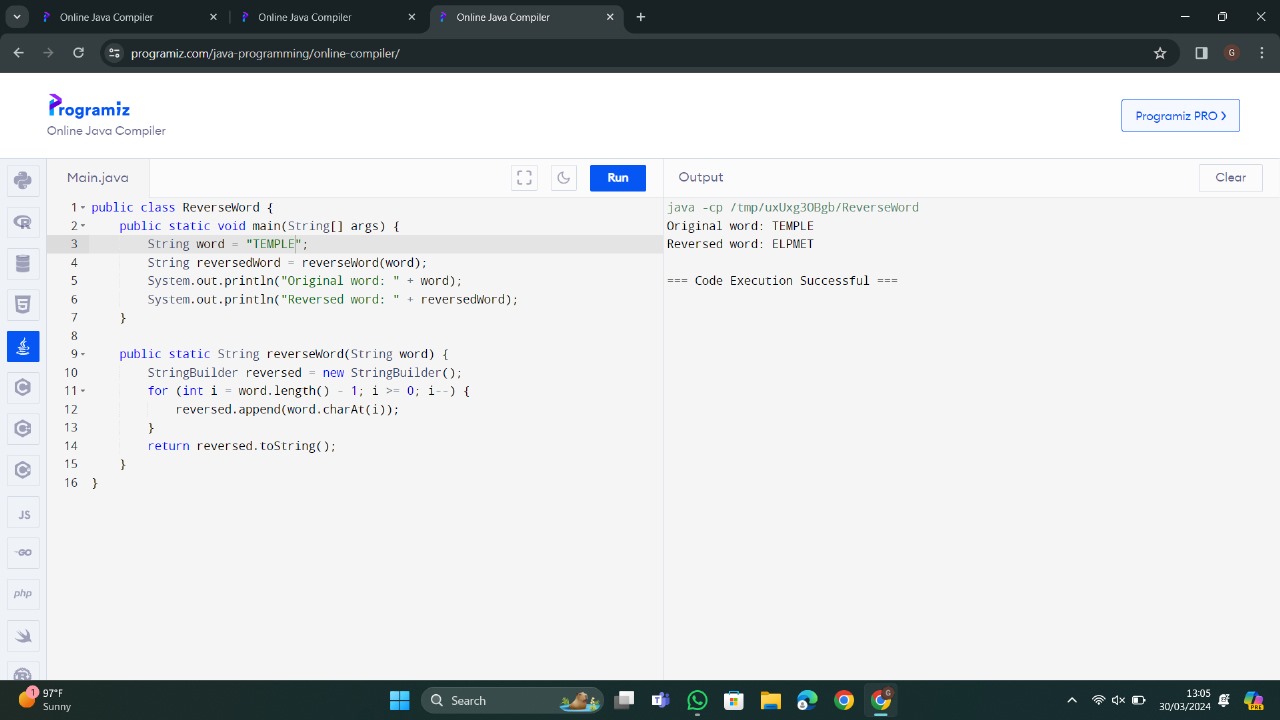 Online Java Compiler
Online Java Compiler
Online Java Compiler
programiz.com/java-programming/online-compiler/
G
Programiz
Online Java Compiler
Programiz PRO
Main.java
Run
Output
Clear
1 public class ReverseWord {
2 public static void main(String[] args) {
3 String word = "TEMPLE";
4 String reversedWord = reverseWord(word);
5 System.out.println("Original word: " + word);
6 System.out.println("Reversed word: " + reversedWord);
7 }
8
9 public static String reverseWord(String word) {
10 StringBuilder reversed = new StringBuilder();
11 for (int i = word.length() - 1; i >= 0; i--) {
12 reversed.append(word.charAt(i));
13 }
14 return reversed.toString();
15 }
16 }
java -cp /tmp/uxUxg3OBgb/ReverseWord
Original word: TEMPLE
Reversed word: ELPMET
=== Code Execution Successful ===
JS
GO
php
1
97°F
Sunny
Search
G
13:05
30/03/2024
PRE